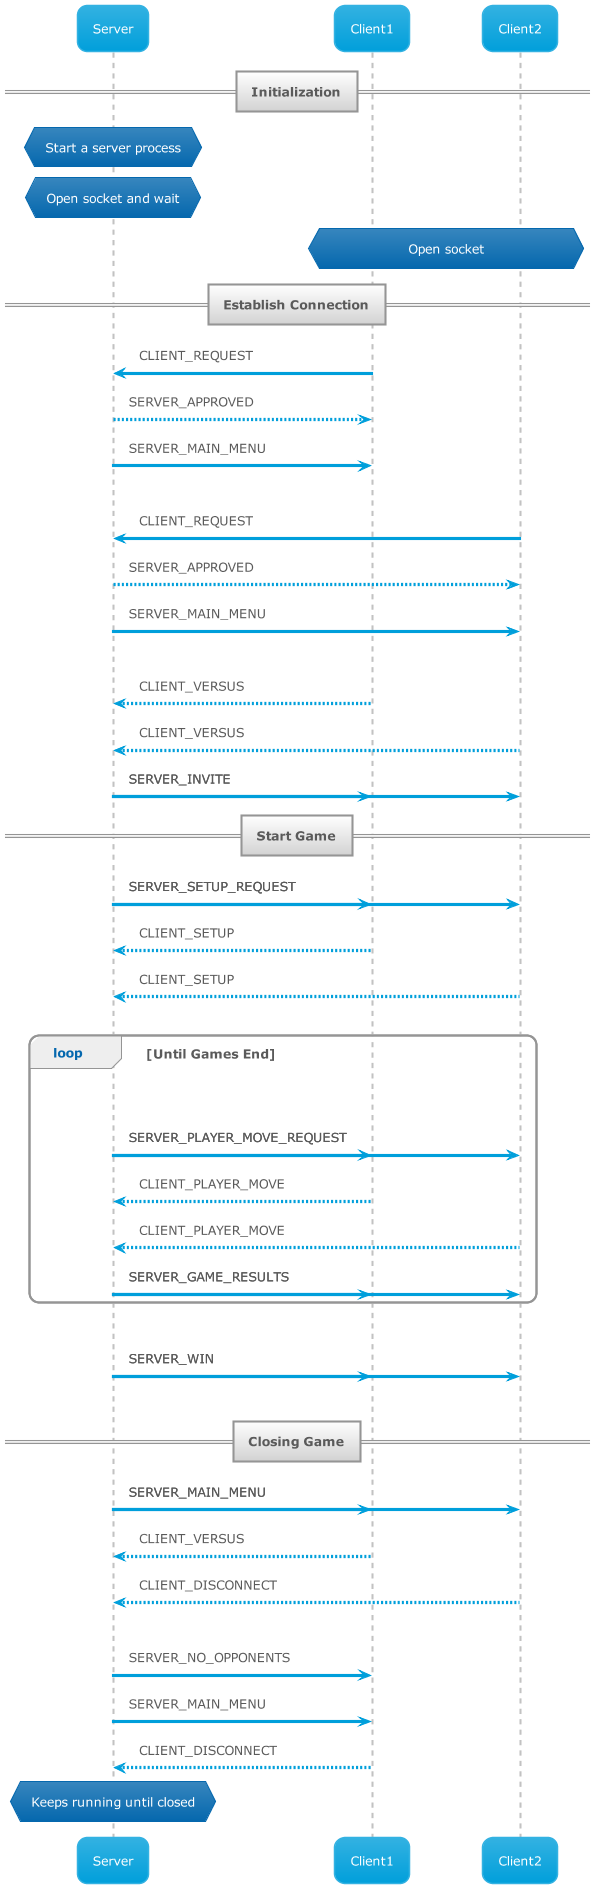 Server
Client1
Client2
Initialization
Start a server process
Open socket and wait
Open socket
Establish Connection
CLIENT_REQUEST
SERVER_APPROVED
SERVER_MAIN_MENU
CLIENT_REQUEST
SERVER_APPROVED
SERVER_MAIN_MENU
CLIENT_VERSUS
CLIENT_VERSUS
SERVER_INVITE
Start Game
SERVER_SETUP_REQUEST
CLIENT_SETUP
CLIENT_SETUP
loop
[Until Games End]
SERVER_PLAYER_MOVE_REQUEST
CLIENT_PLAYER_MOVE
CLIENT_PLAYER_MOVE
SERVER_GAME_RESULTS
SERVER_WIN
Closing Game
SERVER_MAIN_MENU
CLIENT_VERSUS
CLIENT_DISCONNECT
SERVER_NO_OPPONENTS
SERVER_MAIN_MENU
CLIENT_DISCONNECT
Keeps running until closed
Server
Client1
Client2